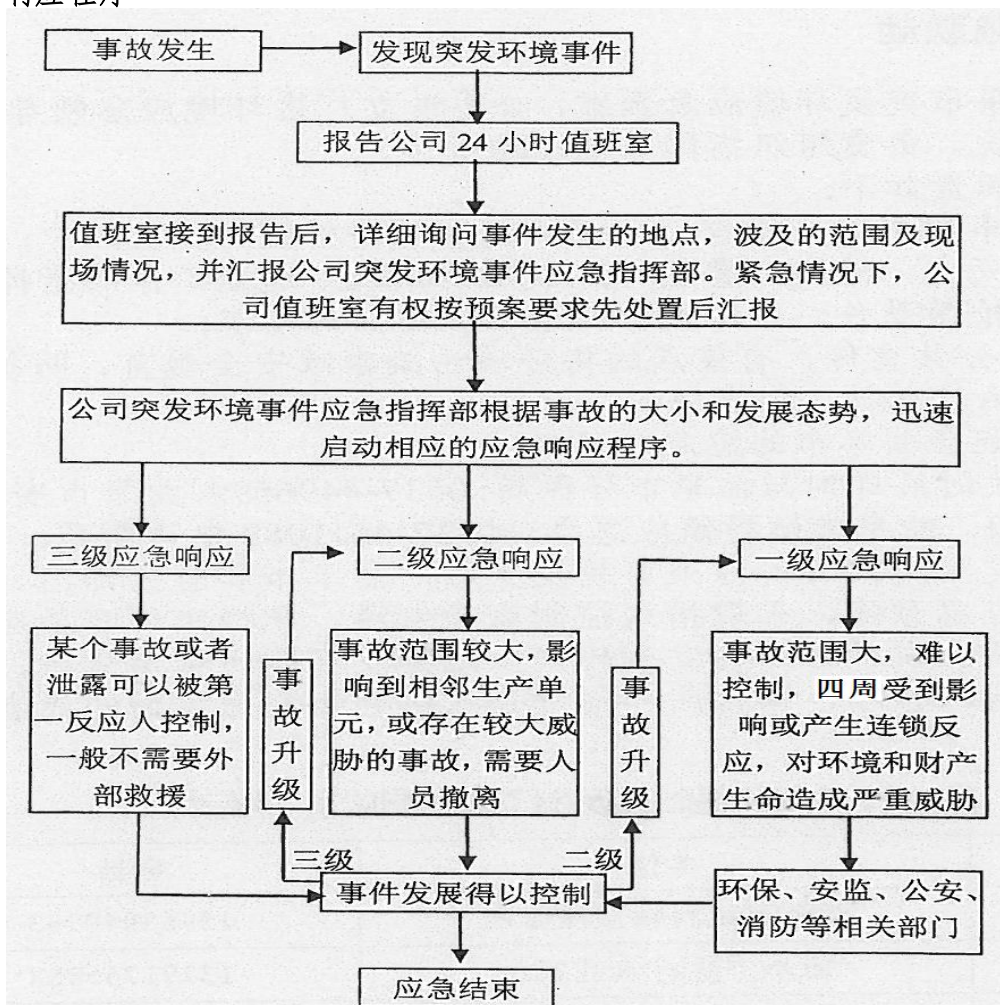 事故发生
发现突发环境事件
报告公司 24 小时值班室
值班室接到报告后，详细询问事件发生的地点，波及的范围及现
场情况，并汇报公司突发环境事件应急指挥部。紧急情况下，公
司值班室有权按预案要求先处置后汇报
公司突发环境事件应急指挥部根据事故的大小和发展态势，迅速
启动相应的应急响应程序。
三级应急响应
二级应急响应
一级应急响应
某个事故或者
泄露可以被第
一反应人控制，
一般不需要外
部救援
事
故
升
级
事故范围较大，影
响到相邻生产单
元，或存在较大威
胁的事故，需要人
员撤离
事
故
升
级
事故范围大，难以
控制，四周受到影
响或产生连锁反
应，对环境和财产
生命造成严重威胁
三级
二级
事件发展得以控制
环保、安监、公安、
消防等相关部门
应急结束